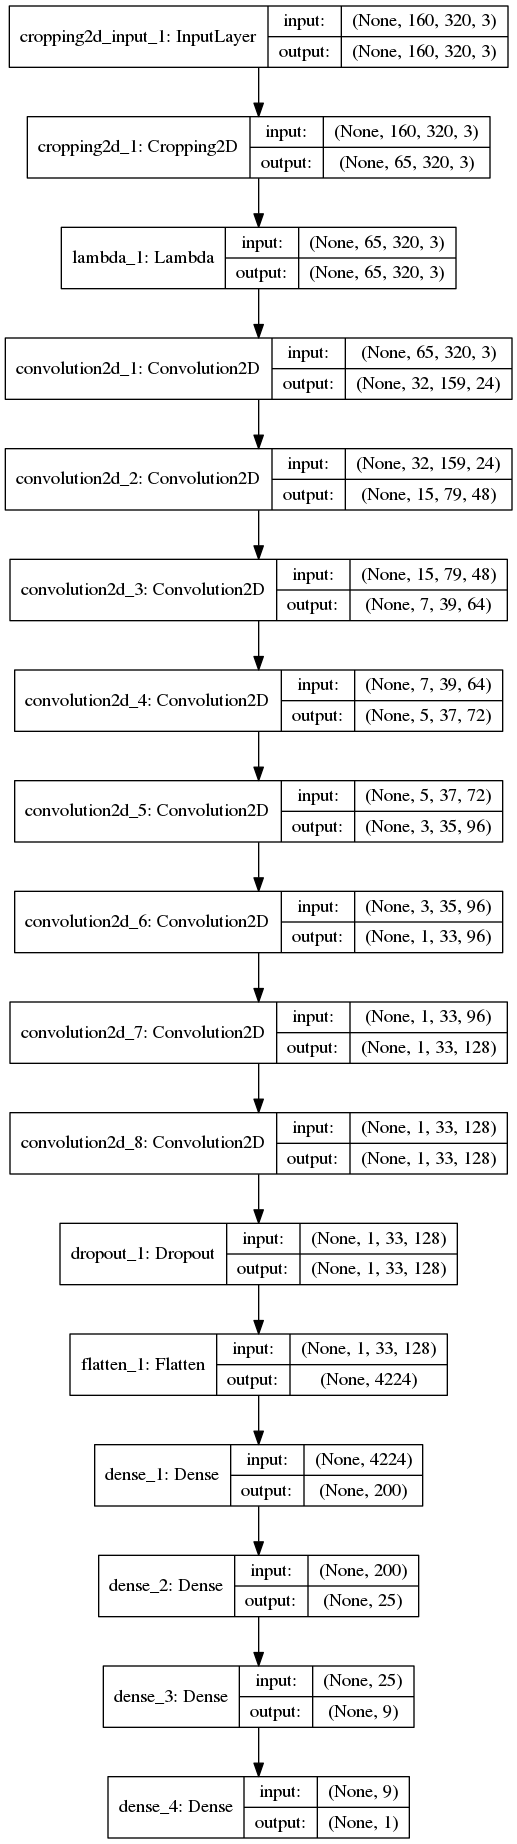 cropping2d_input_1: InputLayer
input: (None, 160, 320, 3)
output: (None, 160, 320, 3)
cropping2d_1: Cropping2D
input: (None, 160, 320, 3)
output: (None, 65, 320, 3)
lambda_1: Lambda
input: (None, 65, 320, 3)
output: (None, 65, 320, 3)
convolution2d_1: Convolution2D
input: (None, 65, 320, 3)
output: (None, 32, 159, 24)
convolution2d_2: Convolution2D
input: (None, 32, 159, 24)
output: (None, 15, 79, 48)
convolution2d_3: Convolution2D
input: (None, 15, 79, 48)
output: (None, 7, 39, 64)
convolution2d_4: Convolution2D
input: (None, 7, 39, 64)
output: (None, 5, 37, 72)
convolution2d_5: Convolution2D
input: (None, 5, 37, 72)
output: (None, 3, 35, 96)
convolution2d_6: Convolution2D
input: (None, 3, 35, 96)
output: (None, 1, 33, 96)
convolution2d_7: Convolution2D
input: (None, 1, 33, 96)
output: (None, 1, 33, 128)
convolution2d_8: Convolution2D
input: (None, 1, 33, 128)
output: (None, 1, 33, 128)
dropout_1: Dropout
input: (None, 1, 33, 128)
output: (None, 1, 33, 128)
flatten_1: Flatten
input: (None, 1, 33, 128)
output: (None, 4224)
dense_1: Dense
input: (None, 4224)
output: (None, 200)
dense_2: Dense
input: (None, 200)
output: (None, 25)
dense_3: Dense
input: (None, 25)
output: (None, 9)
dense_4: Dense
input: (None, 9)
output: (None, 1)